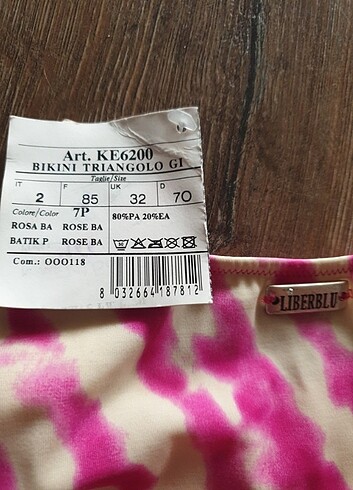 Art. KE6200
BIKINI TRIANGOLO GI
Taglie/Size
IT F UK D
2 85 32 70
Colore/Color 7P 80%PA 20%EA
ROSA BA ROSE BA
BATIK P ROSE BA
Com.: OOO118
8 032664 187812
LIBERBLU